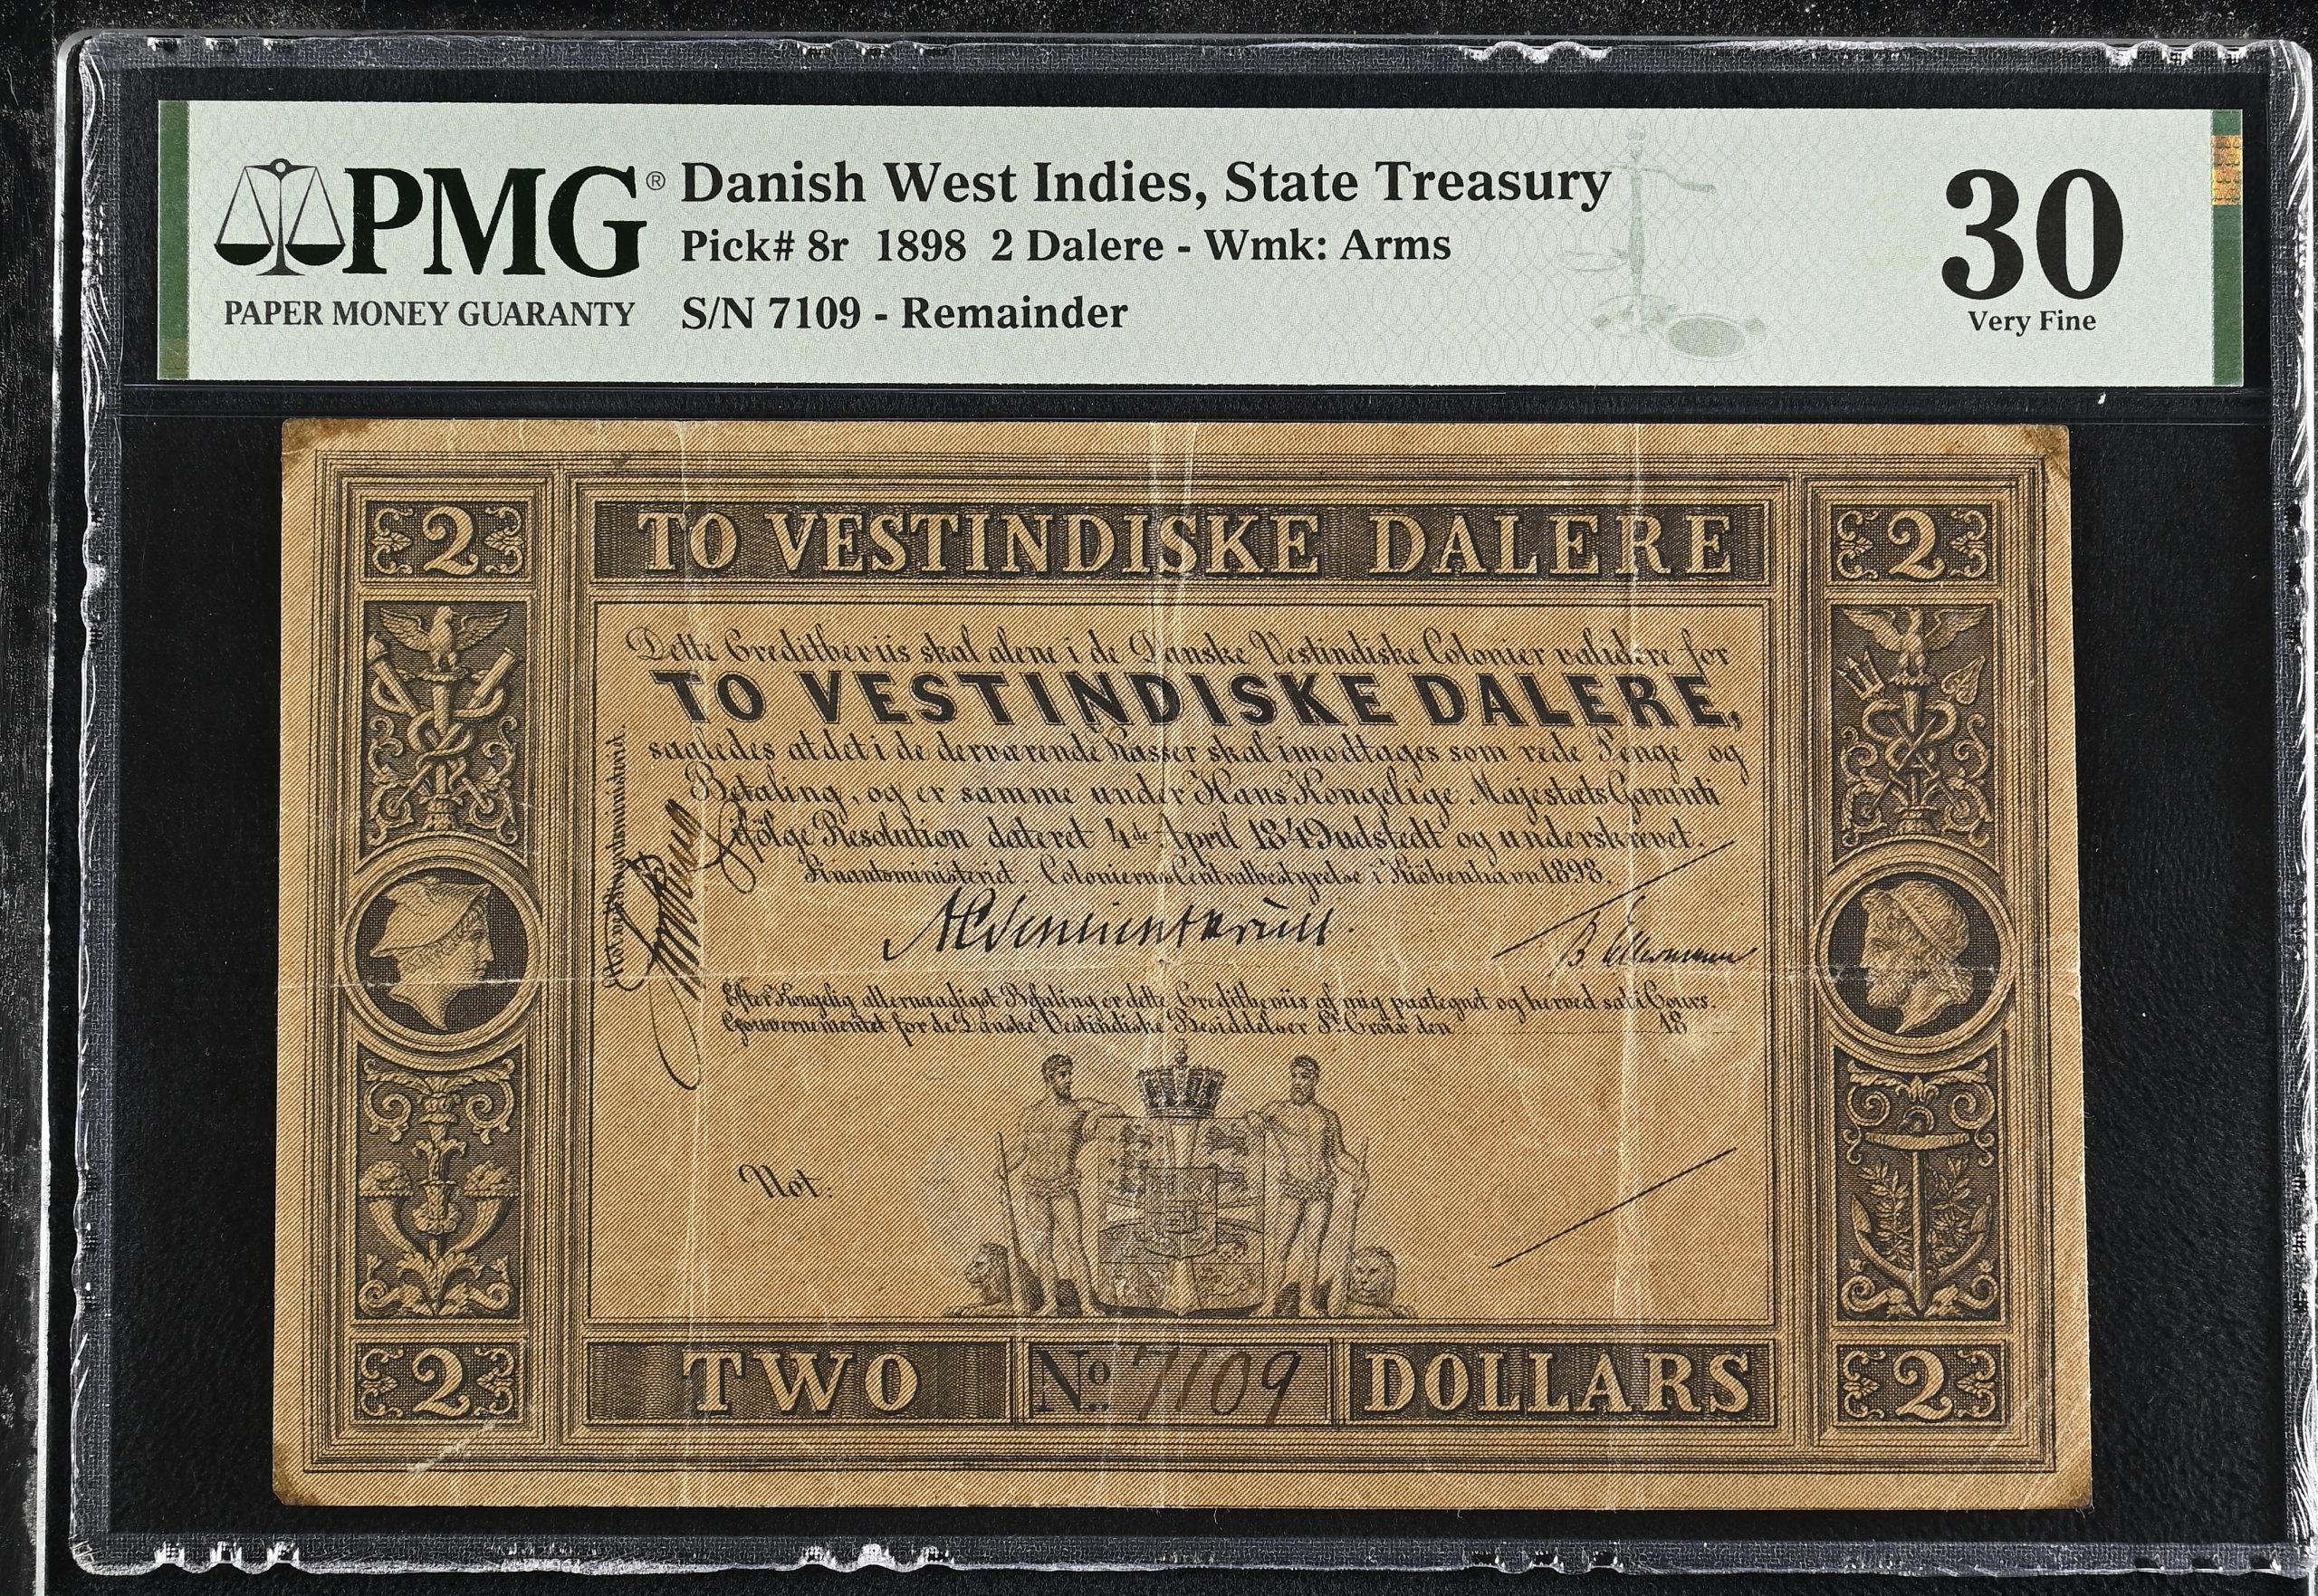 PMG® Danish West Indies, State Treasury
Pick# 8r 1898 2 Dalere - Wmk: Arms
PAPER MONEY GUARANTY
S/N 7109 - Remainder
30
Very Fine
2 TO VESTINDISKE DALERE 2
Dette Creditbeviis skal alene i de Danske Vestindiske Colonier validere for
TO VESTINDISKE DALERE,
saaledes at det i de derværende Kasser skal imodtages som rede Penge og
Betaling, og er samme under Hans Kongelige Majestæts Garanti
ifölge Resolution dateret 4de April 1849 udstedt og underskrevet.
Finantsministeriet. Coloniernes Centralbestyrelse i Kiöbenhavn 1898.
Efter Kongelig allernaadigst Befaling er dette Creditbeviis af mig paategnet og herved sat i Cours.
Gouvernementet for de Danske Vestindiske Besiddelser St. Croix den 18
Not:
2 TWO No. 7109 DOLLARS 2